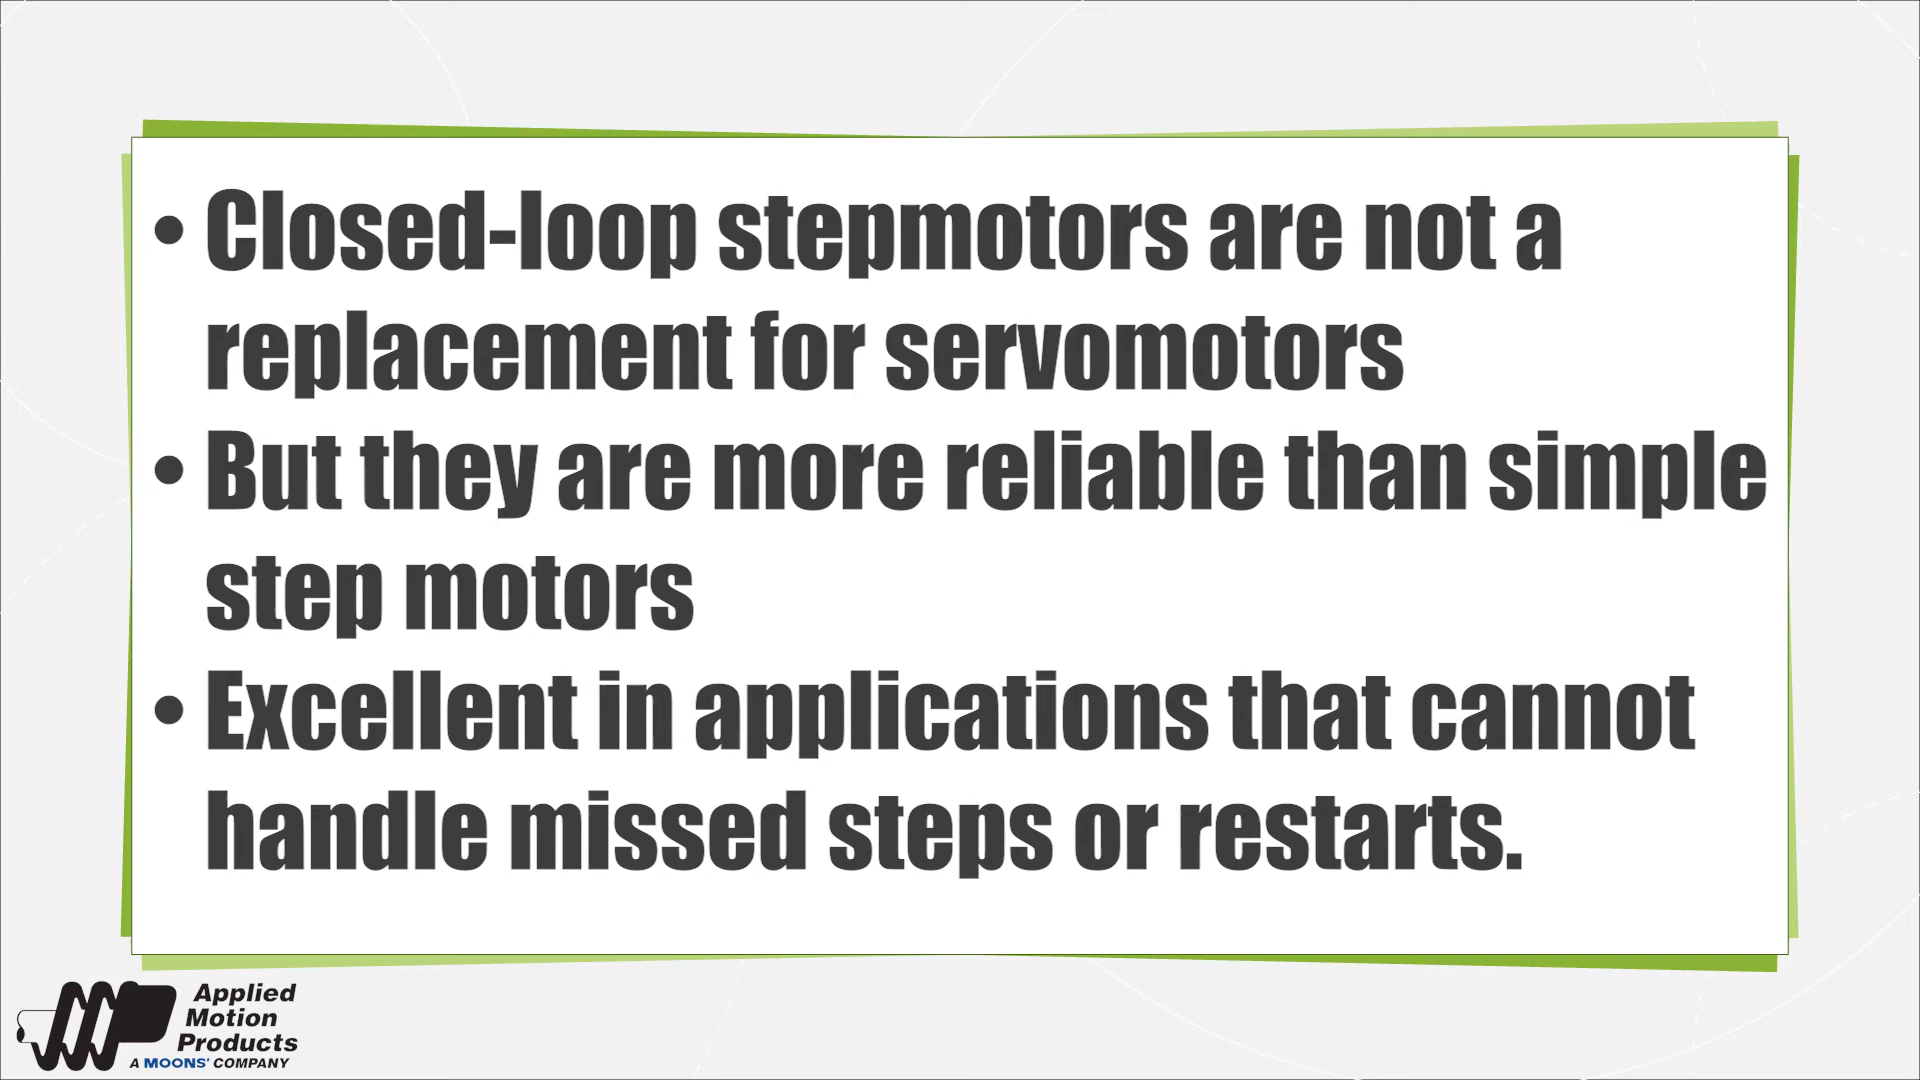 • Closed-loop stepmotors are not a
replacement for servomotors
• But they are more reliable than simple
step motors
• Excellent in applications that cannot
handle missed steps or restarts.
Applied
Motion
Products
A MOONS' COMPANY